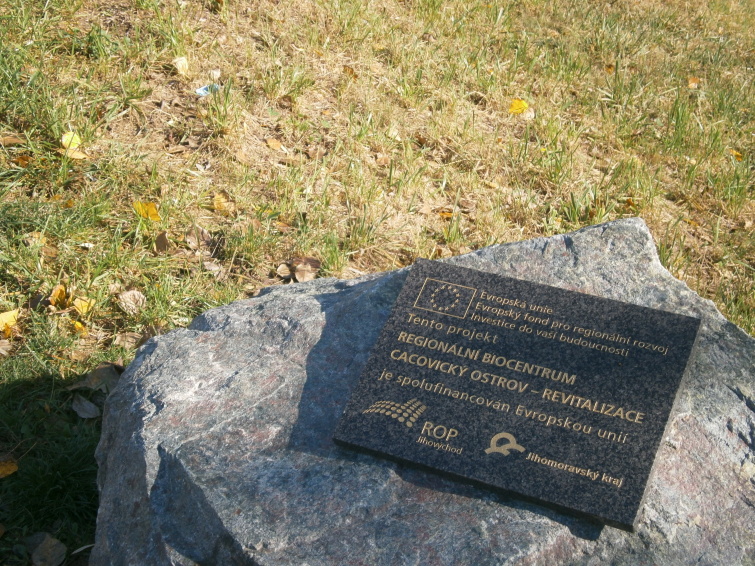 Evropská unie
Evropský fond pro regionální rozvoj
Investice do vaší budoucnosti
Tento projekt
REGIONÁLNÍ BIOCENTRUM
CACOVICKÝ OSTROV – REVITALIZACE
je spolufinancován Evropskou unií
ROP
Jihovýchod
Jihomoravský kraj